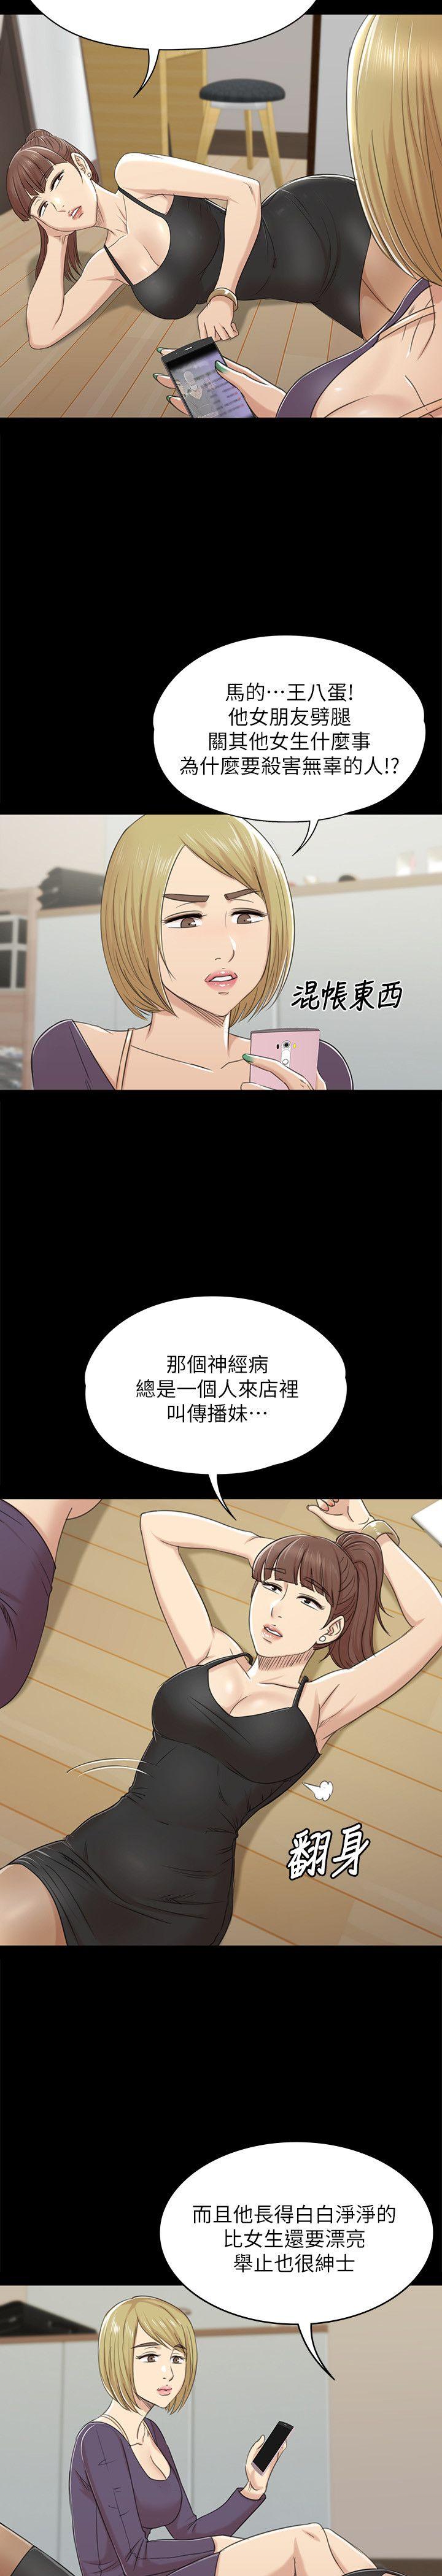 馬的…王八蛋!
他女朋友劈腿
關其他女生什麼事
為什麼要殺害無辜的人!?
混帳東西
那個神經病
總是一個人來店裡
叫傳播妹…
翻身
而且他長得白白淨淨的
比女生還要漂亮
舉止也很紳士